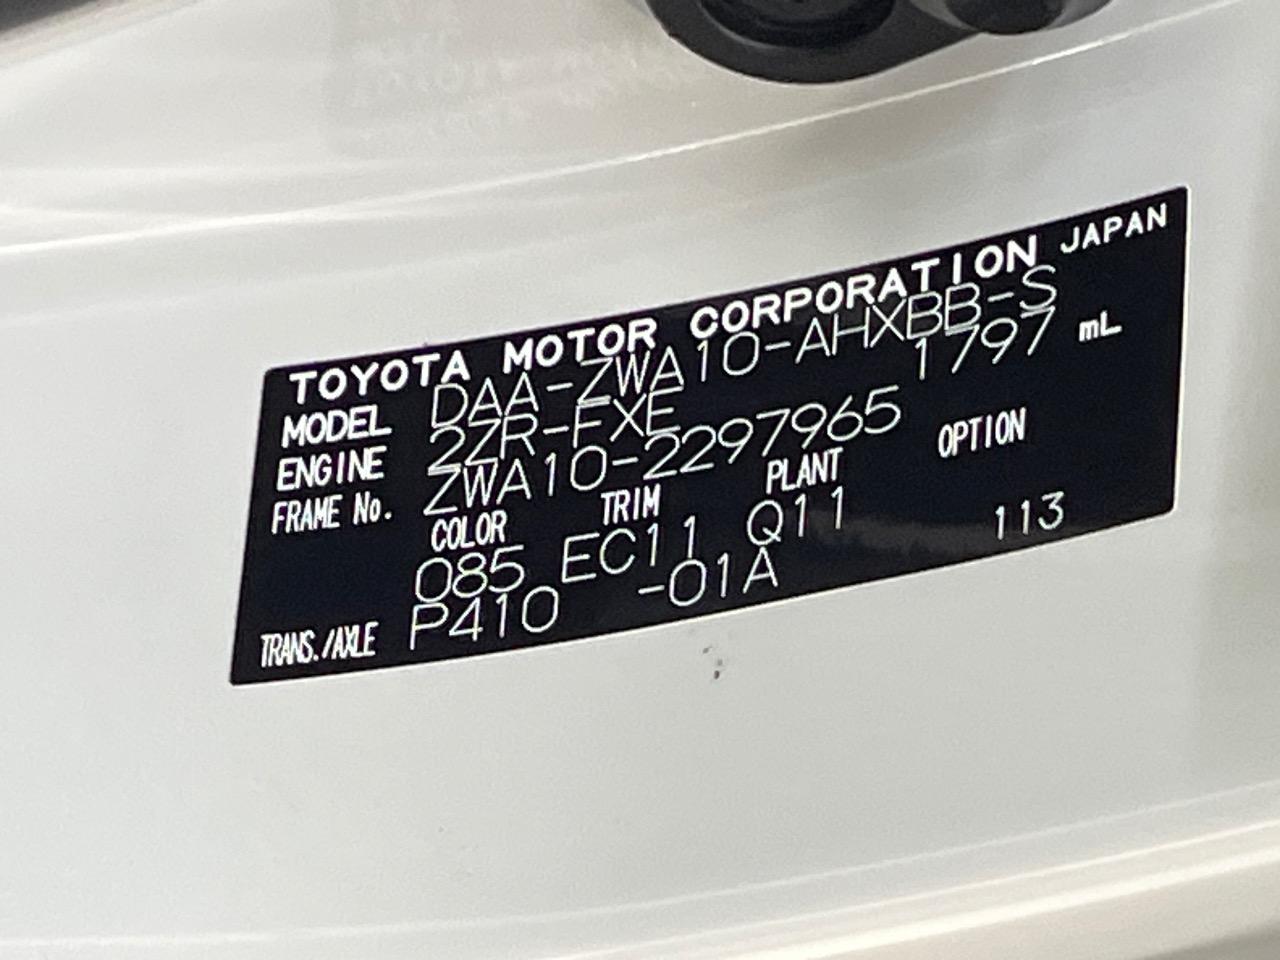 TOYOTA MOTOR CORPORATION JAPAN
MODEL DAA-ZWA10-AHXBB-S
ENGINE 2ZR-FXE 1797 mL
FRAME No. ZWA10-2297965
COLOR TRIM PLANT OPTION
085 EC11 Q11 113
TRANS./AXLE P410 -01A